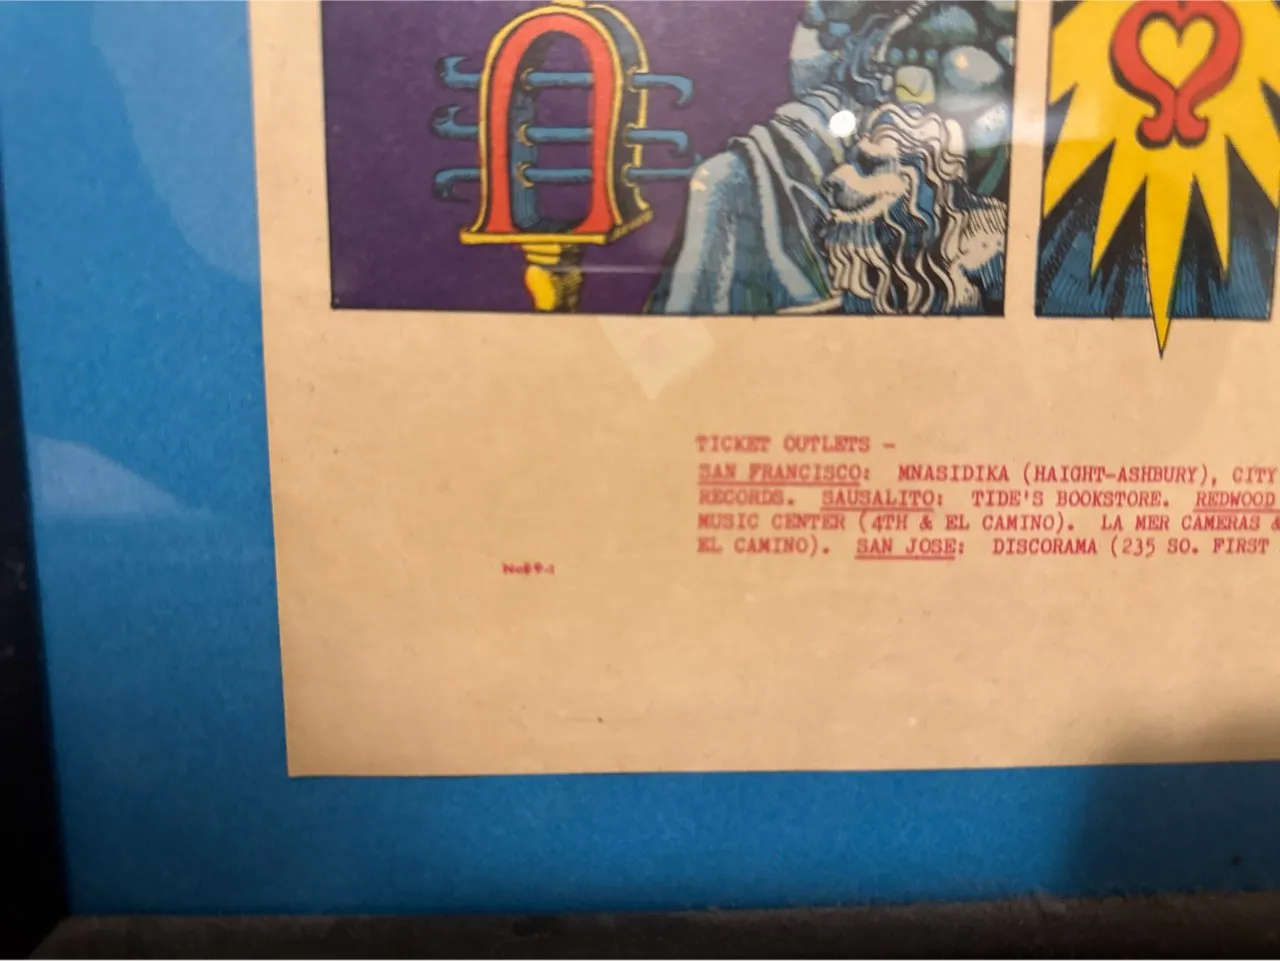 TICKET OUTLETS -
SAN FRANCISCO: MNASIDIKA (HAIGHT-ASHBURY), CITY
RECORDS. SAUSALITO: TIDE'S BOOKSTORE. REDWOOD
MUSIC CENTER (4TH & EL CAMINO). LA MER CAMERAS &
EL CAMINO). SAN JOSE: DISCORAMA (235 SO. FIRST